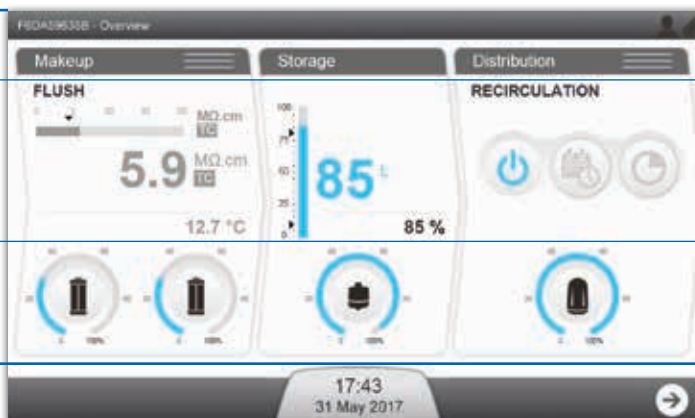 Overview
Makeup
Storage
Distribution
FLUSH
RECIRCULATION
MΩ.cm
TC
5.9 MΩ.cm
TC
100
75
50
25
0
85 L
12.7 °C
85 %
0 100%
0 100%
0 100%
0 100%
17:43
31 May 2017